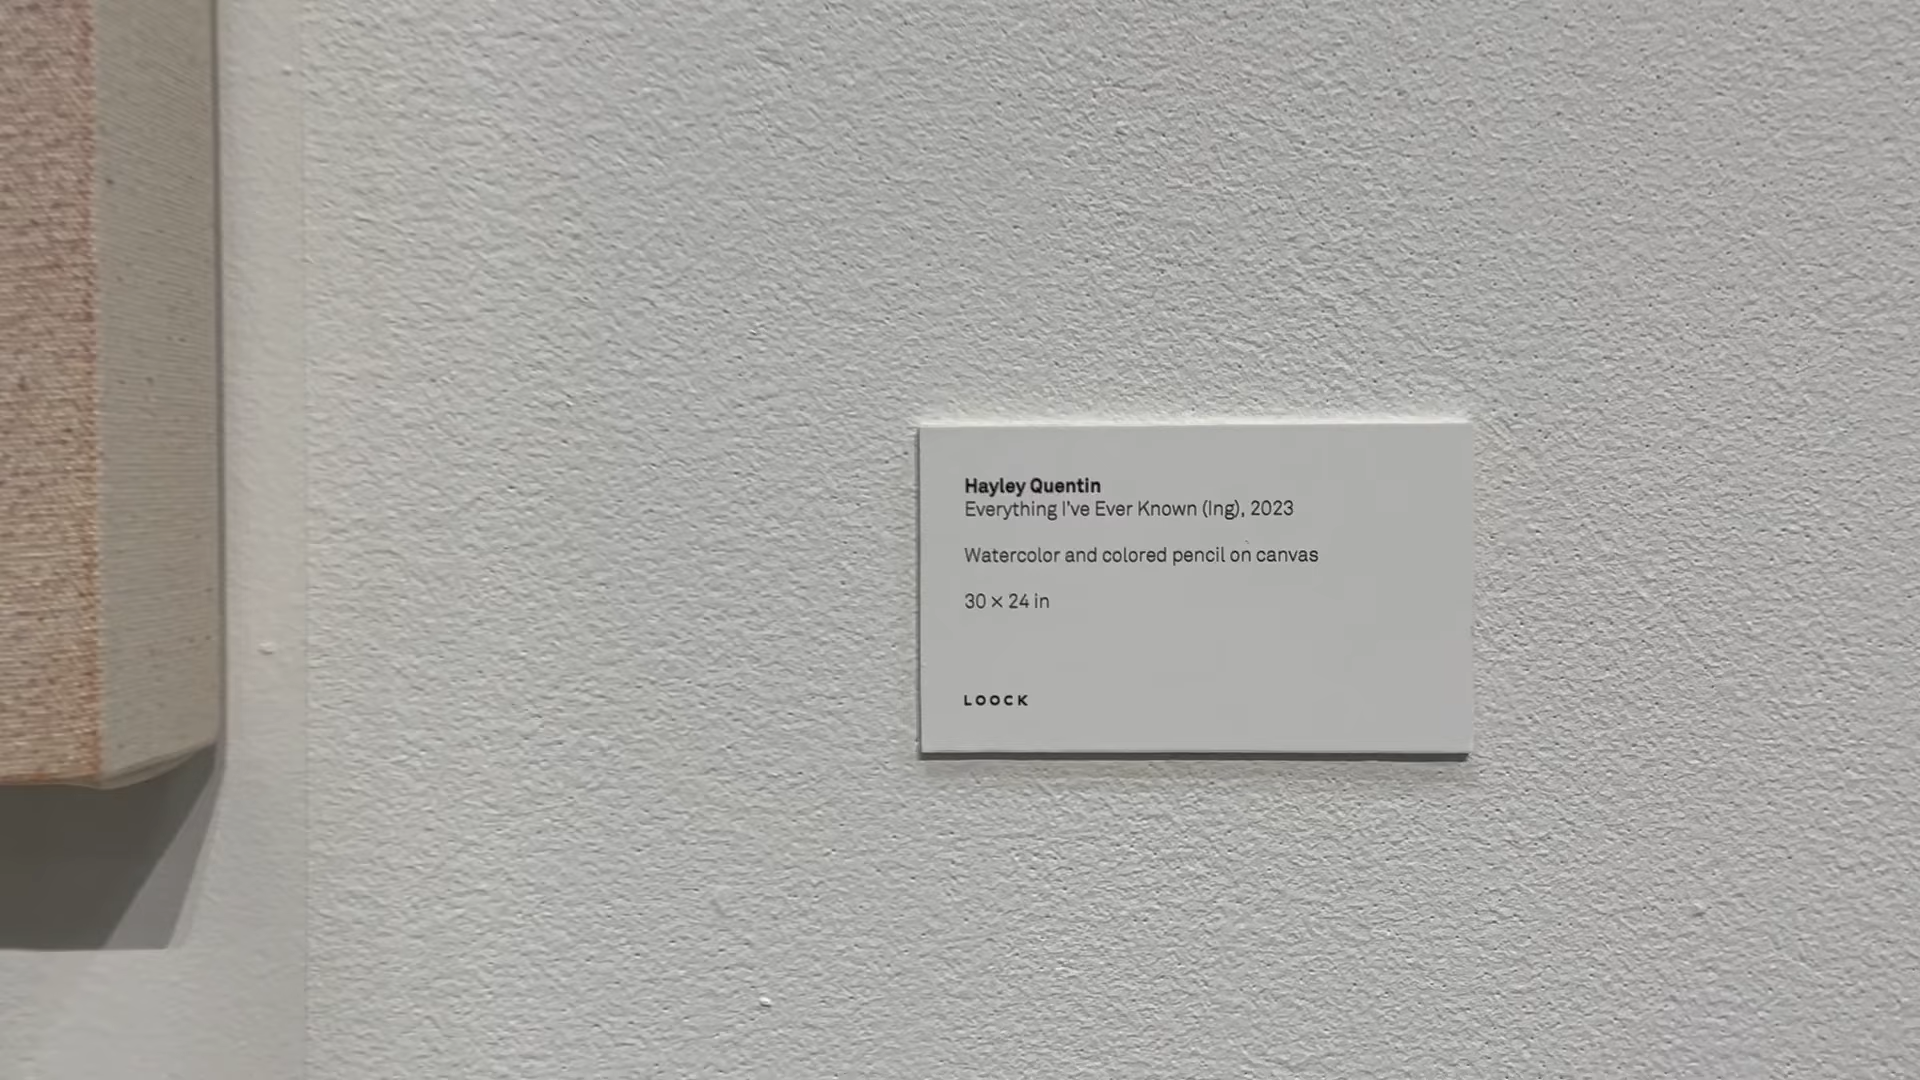 Hayley Quentin
Everything I've Ever Known (Ing), 2023
Watercolor and colored pencil on canvas
30 × 24 in
LOOCK